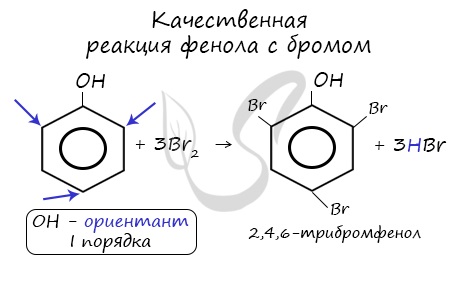 Качественная
реакция фенола с бромом
OH
+ 3Br₂ →
OH
Br
Br
Br
+ 3HBr
OH - ориентант
I порядка
2,4,6-трибромфенол